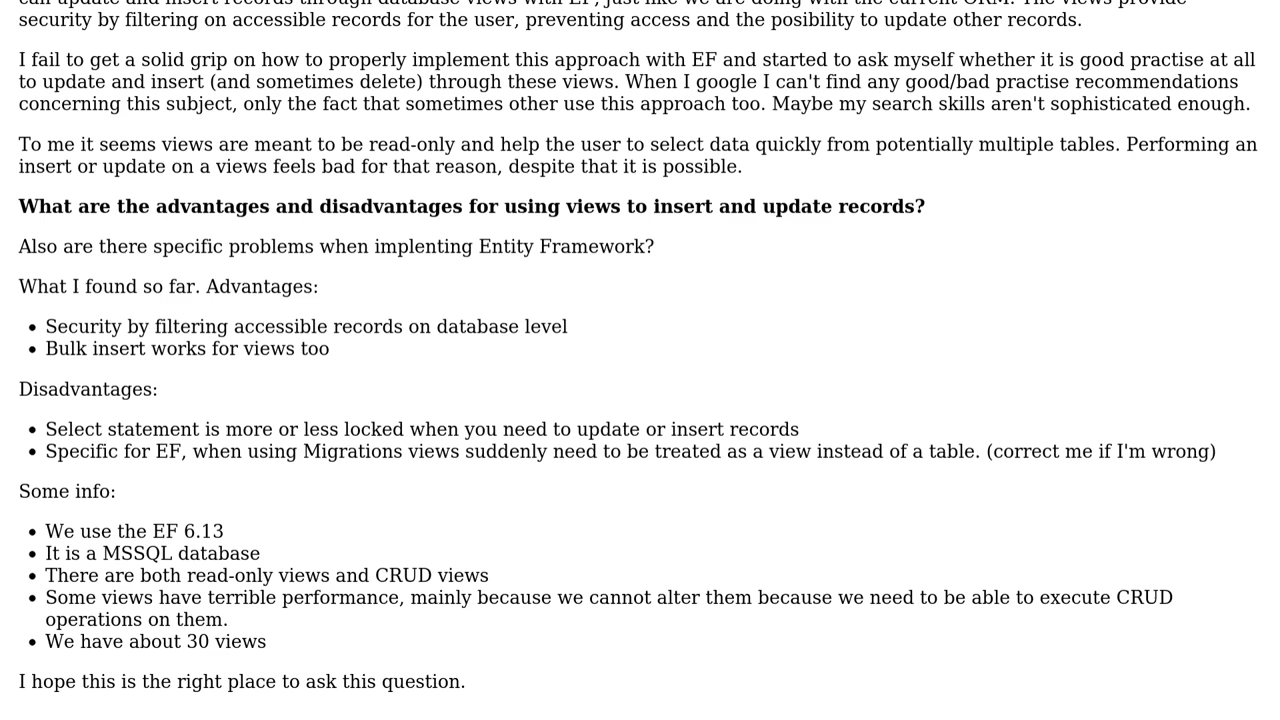 security by filtering on accessible records for the user, preventing access and the posibility to update other records.
I fail to get a solid grip on how to properly implement this approach with EF and started to ask myself whether it is good practise at all
to update and insert (and sometimes delete) through these views. When I google I can't find any good/bad practise recommendations
concerning this subject, only the fact that sometimes other use this approach too. Maybe my search skills aren't sophisticated enough.
To me it seems views are meant to be read-only and help the user to select data quickly from potentially multiple tables. Performing an
insert or update on a views feels bad for that reason, despite that it is possible.
What are the advantages and disadvantages for using views to insert and update records?
Also are there specific problems when implenting Entity Framework?
What I found so far. Advantages:
• Security by filtering accessible records on database level
• Bulk insert works for views too
Disadvantages:
• Select statement is more or less locked when you need to update or insert records
• Specific for EF, when using Migrations views suddenly need to be treated as a view instead of a table. (correct me if I'm wrong)
Some info:
• We use the EF 6.13
• It is a MSSQL database
• There are both read-only views and CRUD views
• Some views have terrible performance, mainly because we cannot alter them because we need to be able to execute CRUD
operations on them.
• We have about 30 views
I hope this is the right place to ask this question.